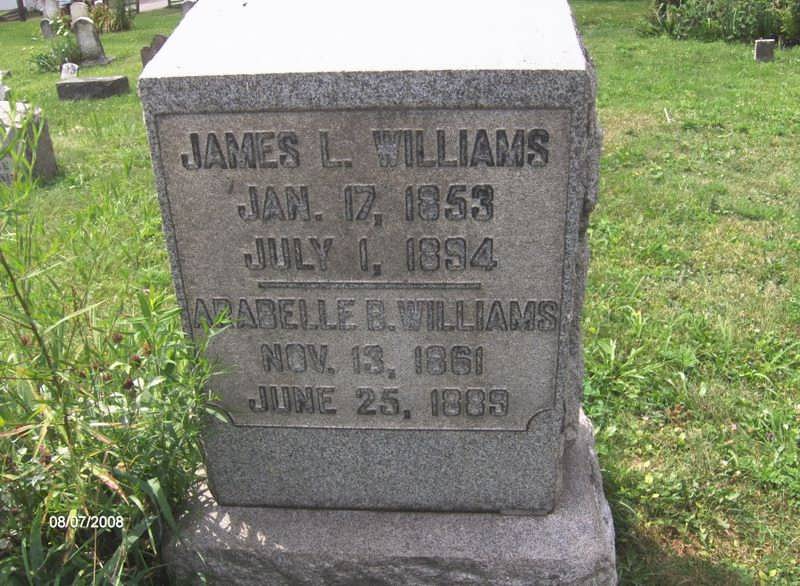 JAMES L. WILLIAMS
JAN. 17, 1853
JULY 1, 1894
ARABELLE B. WILLIAMS
NOV. 13, 1861
JUNE 25, 1889
08/07/2008